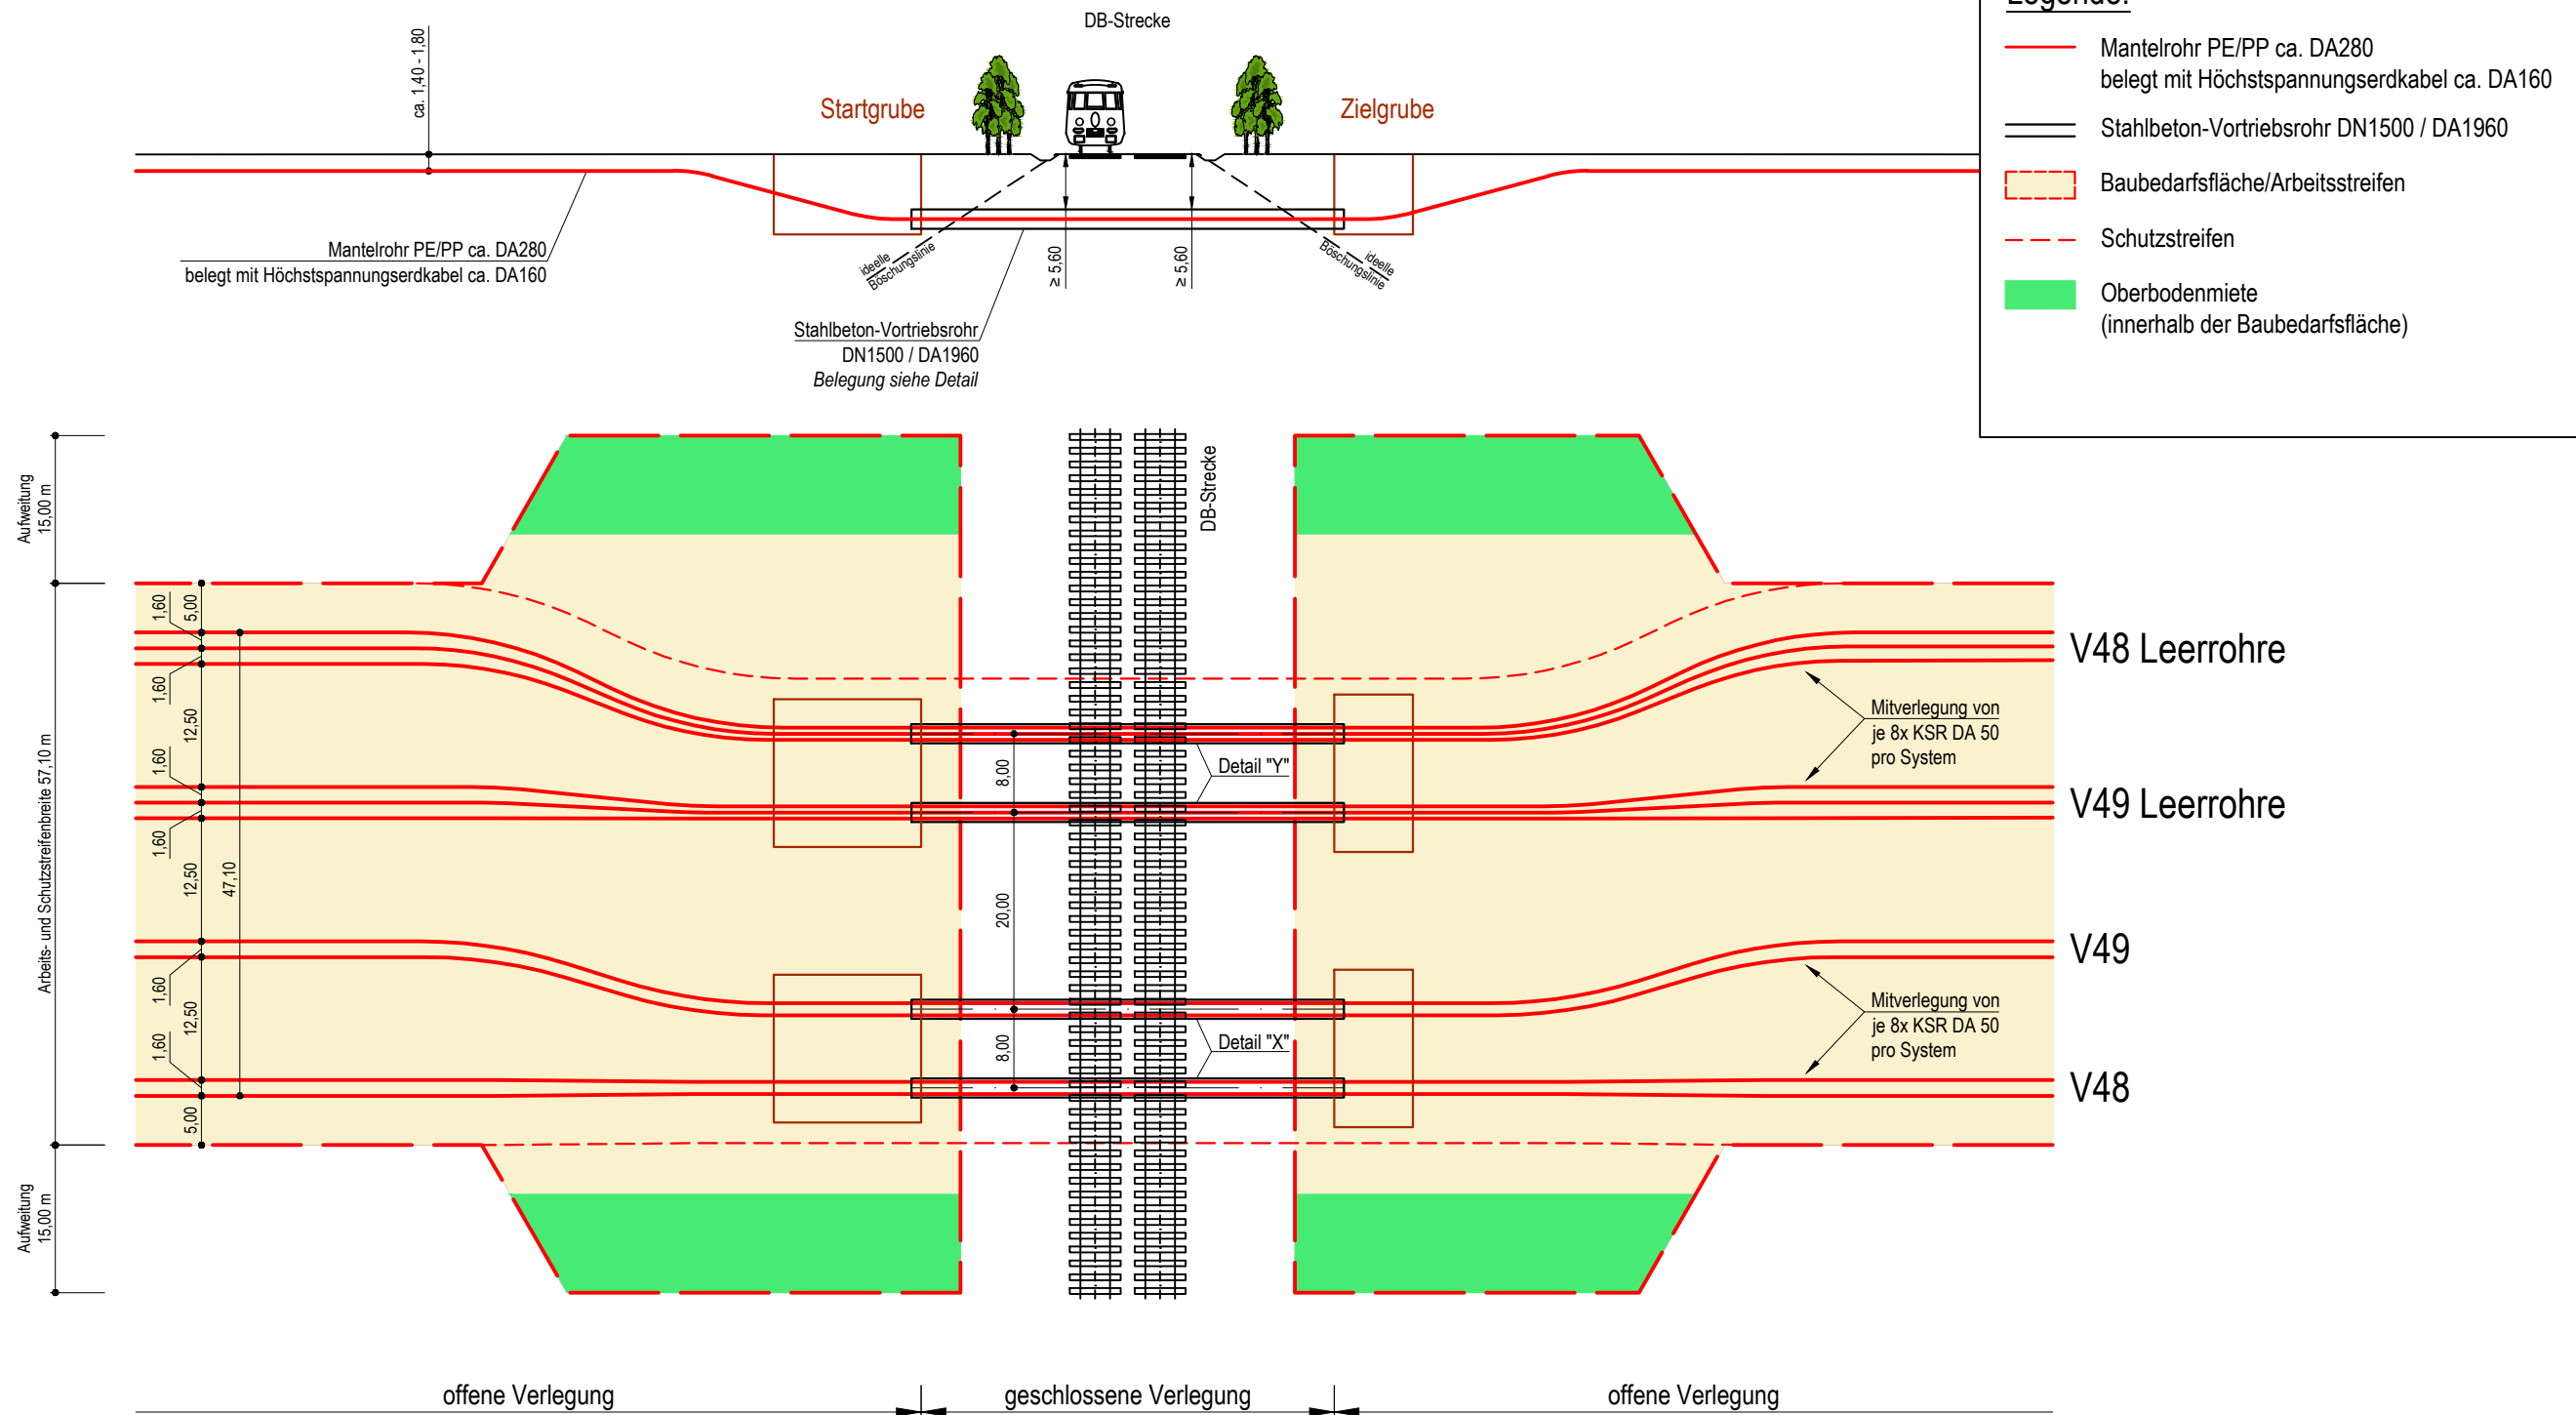 DB-Strecke
Legende:
ca. 1,40 - 1,80
Mantelrohr PE/PP ca. DA280
belegt mit Höchstspannungserdkabel ca. DA160
Startgrube
Zielgrube
Stahlbeton-Vortriebsrohr DN1500 / DA1960
Baubedarfsfläche/Arbeitsstreifen
Schutzstreifen
Oberbodenmiete
(innerhalb der Baubedarfsfläche)
Mantelrohr PE/PP ca. DA280
belegt mit Höchstspannungserdkabel ca. DA160
ideelle
Böschungslinie
≥ 5,60
≥ 5,60
ideelle
Böschungslinie
Stahlbeton-Vortriebsrohr
DN1500 / DA1960
Belegung siehe Detail
Aufweitung
15,00 m
DB-Strecke
1,60
5,00
1,60
12,50
1,60
1,60
12,50
47,10
1,60
12,50
1,60
5,00
Arbeits- und Schutzstreifenbreite 57,10 m
8,00
Detail "Y"
20,00
8,00
Detail "X"
V48 Leerrohre
Mitverlegung von
je 8x KSR DA 50
pro System
V49 Leerrohre
V49
Mitverlegung von
je 8x KSR DA 50
pro System
V48
Aufweitung
15,00 m
offene Verlegung
geschlossene Verlegung
offene Verlegung